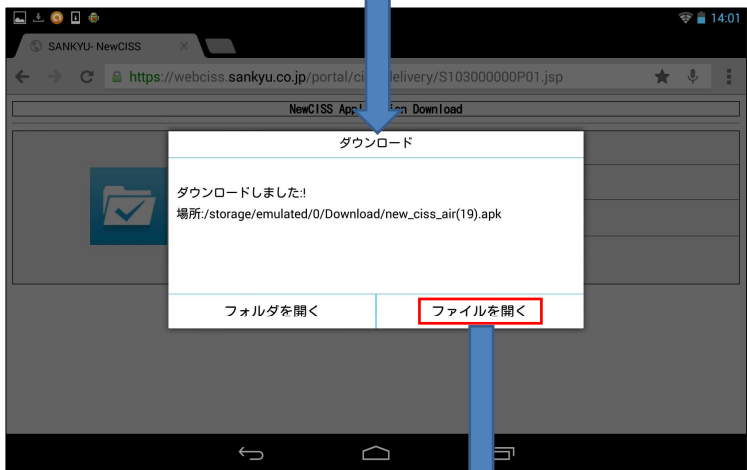 14:01
SANKYU- NewCISS
https://webciss.sankyu.co.jp/portal/ci elivery/S103000000P01.jsp
NewCISS Appl ion Download
ダウンロード
ダウンロードしました:!
場所:/storage/emulated/0/Download/new_ciss_air(19).apk
フォルダを開く ファイルを開く